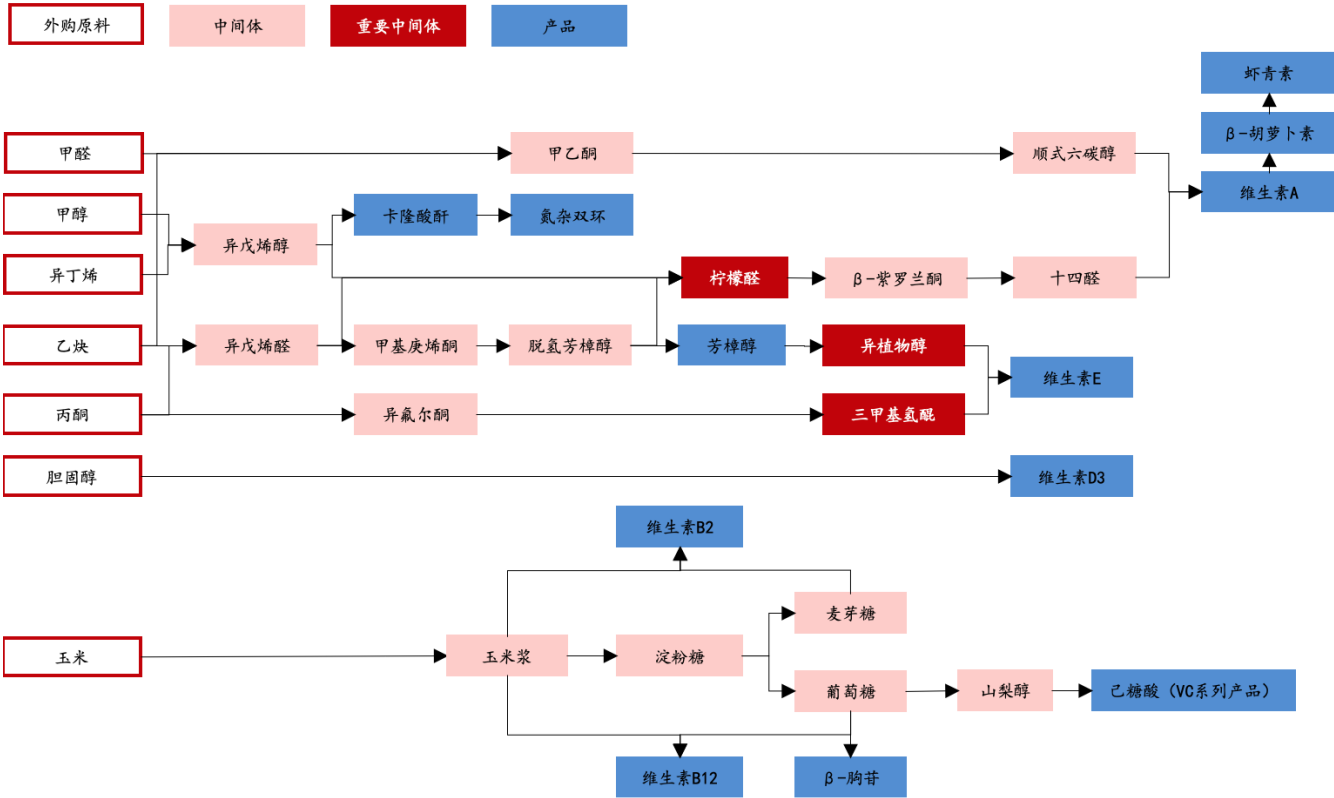 外购原料
中间体
重要中间体
产品
虾青素
β-胡萝卜素
甲醛
甲乙酮
顺式六碳醇
维生素A
甲醇
卡隆酸酐
氮杂双环
异戊烯醇
异丁烯
柠檬醛
β-紫罗兰酮
十四醛
乙炔
异戊烯醛
甲基庚烯酮
脱氢芳樟醇
芳樟醇
异植物醇
维生素E
丙酮
异氟尔酮
三甲基氢醌
胆固醇
维生素D3
维生素B2
麦芽糖
玉米
玉米浆
淀粉糖
葡萄糖
山梨醇
己糖酸（VC系列产品）
维生素B12
β-胸苷